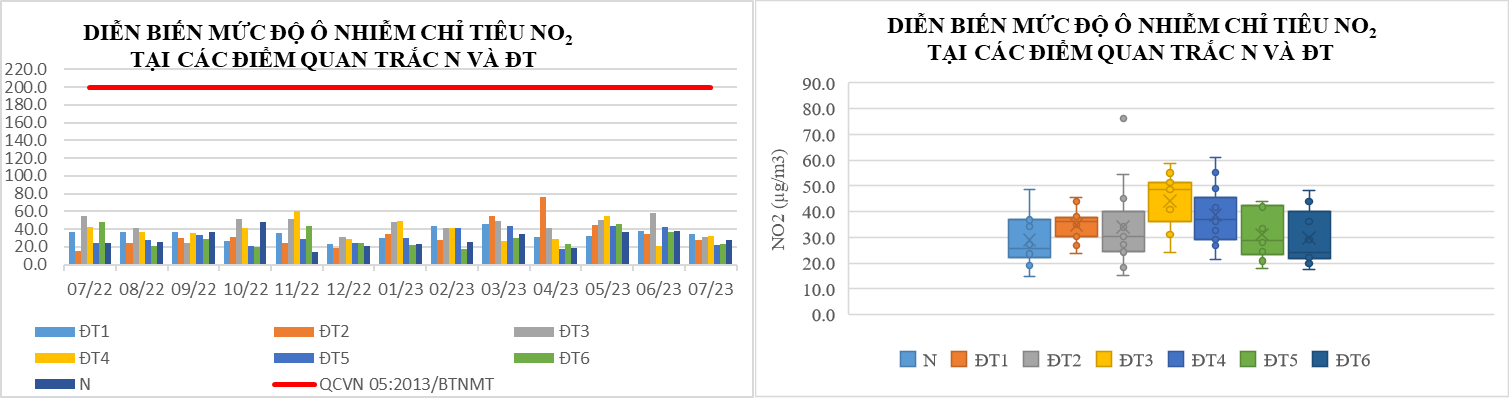 DIỄN BIẾN MỨC ĐỘ Ô NHIỄM CHỈ TIÊU NO2
TẠI CÁC ĐIỂM QUAN TRẮC N VÀ ĐT
220.0
200.0
180.0
160.0
140.0
120.0
100.0
80.0
60.0
40.0
20.0
0.0
07/22 08/22 09/22 10/22 11/22 12/22 01/23 02/23 03/23 04/23 05/23 06/23 07/23
ĐT1 ĐT2 ĐT3
ĐT4 ĐT5 ĐT6
N QCVN 05:2013/BTNMT
DIỄN BIẾN MỨC ĐỘ Ô NHIỄM CHỈ TIÊU NO2
TẠI CÁC ĐIỂM QUAN TRẮC N VÀ ĐT
NO2 (µg/m3)
90.0
80.0
70.0
60.0
50.0
40.0
30.0
20.0
10.0
0.0
N ĐT1 ĐT2 ĐT3 ĐT4 ĐT5 ĐT6